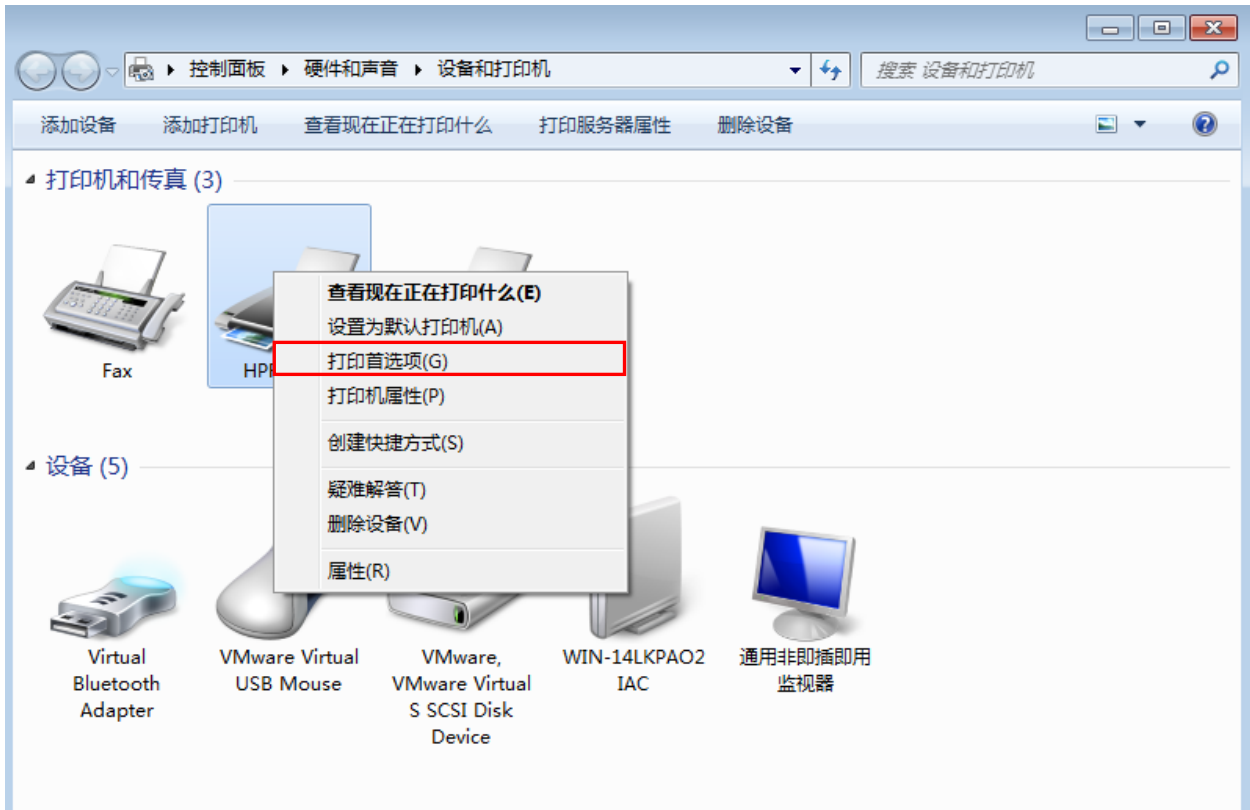 控制面板 硬件和声音 设备和打印机
搜索 设备和打印机
添加设备 添加打印机 查看现在正在打印什么 打印服务器属性 删除设备
打印机和传真 (3)
查看现在正在打印什么(E)
设置为默认打印机(A)
打印首选项(G)
打印机属性(P)
创建快捷方式(S)
疑难解答(T)
删除设备(V)
属性(R)
Fax
设备 (5)
Virtual
Bluetooth
Adapter
VMware Virtual
USB Mouse
VMware,
VMware Virtual
S SCSI Disk
Device
WIN-14LKPAO2
IAC
通用非即插即用
监视器